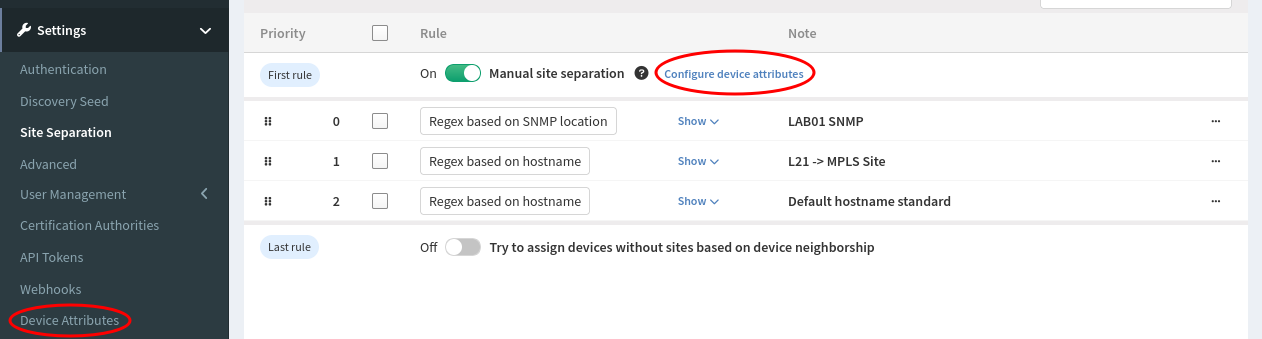 Settings
Authentication
Discovery Seed
Site Separation
Advanced
User Management
Certification Authorities
API Tokens
Webhooks
Device Attributes
Priority Rule Note
First rule On Manual site separation ? Configure device attributes
0 Regex based on SNMP location Show LAB01 SNMP ...
1 Regex based on hostname Show L21 -> MPLS Site ...
2 Regex based on hostname Show Default hostname standard ...
Last rule Off Try to assign devices without sites based on device neighborship